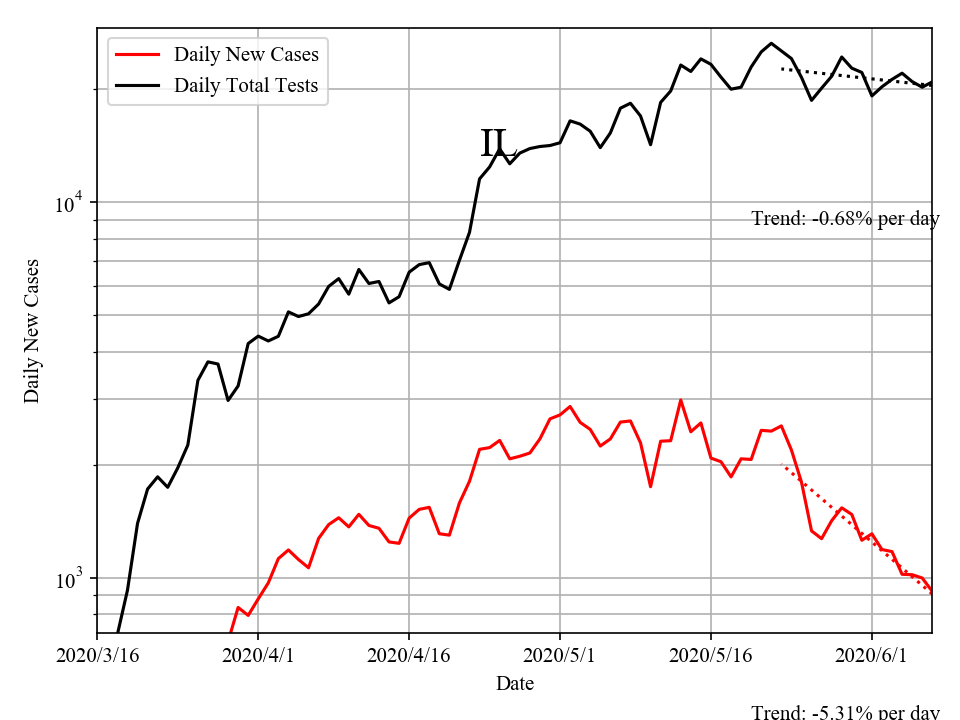 Daily New Cases
Daily Total Tests
IL
10^4
Trend: -0.68% per day
Daily New Cases
10^3
2020/3/16 2020/4/1 2020/4/16 2020/5/1 2020/5/16 2020/6/1
Date
Trend: -5.31% per day